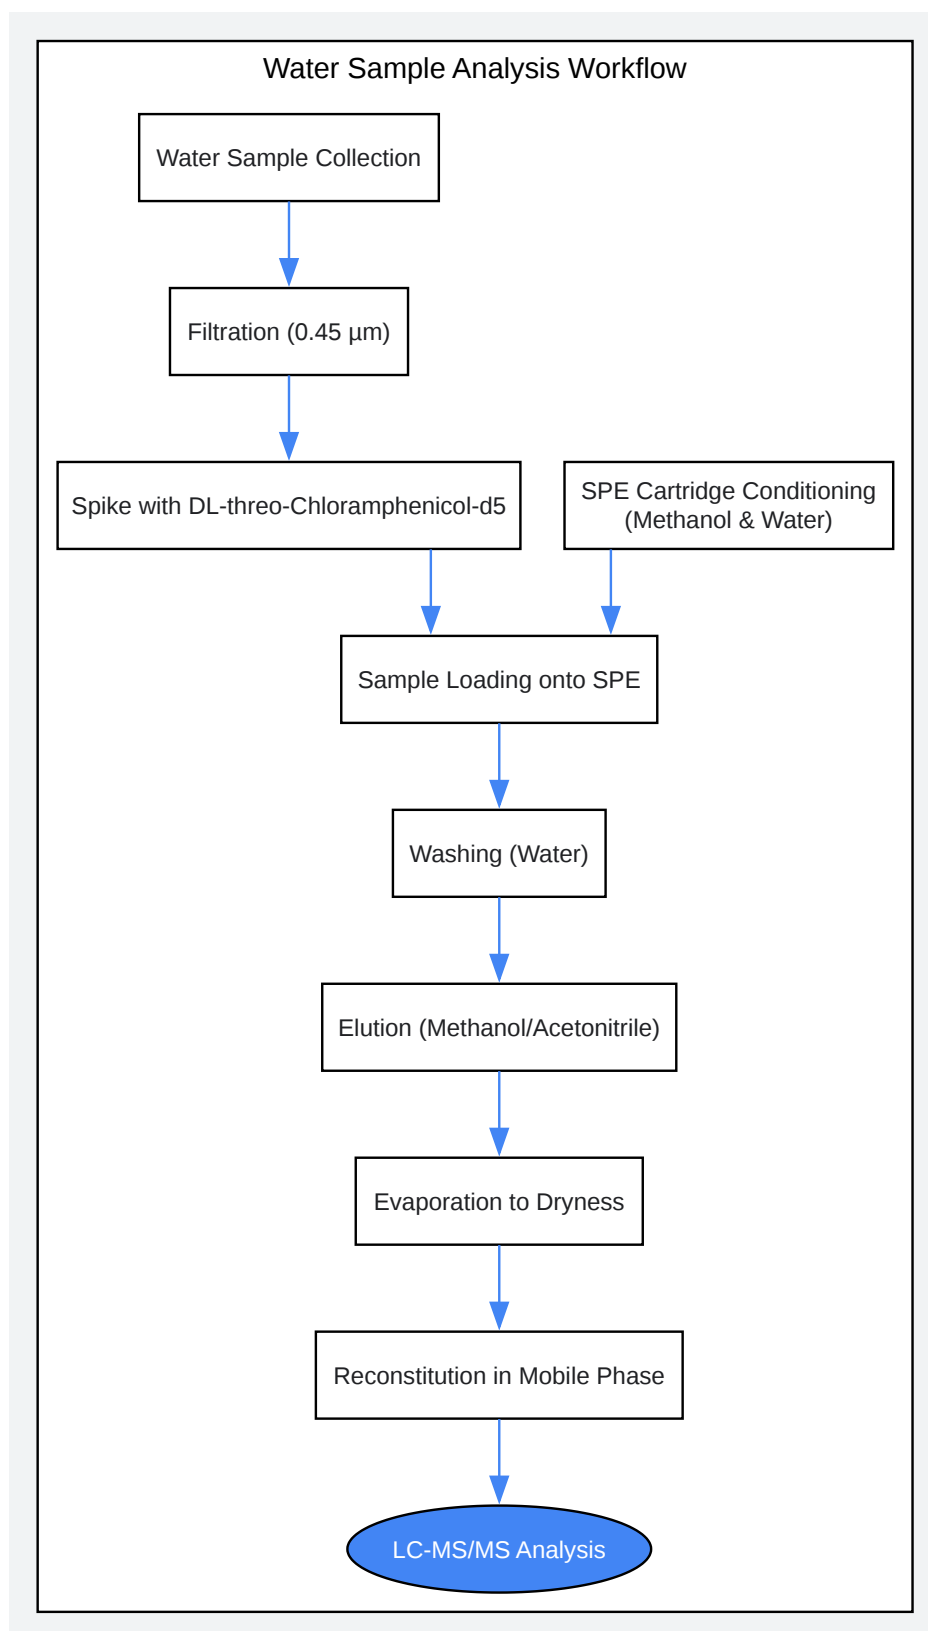 Water Sample Analysis Workflow
Water Sample Collection
Filtration (0.45 µm)
Spike with DL-threo-Chloramphenicol-d5
SPE Cartridge Conditioning
(Methanol & Water)
Sample Loading onto SPE
Washing (Water)
Elution (Methanol/Acetonitrile)
Evaporation to Dryness
Reconstitution in Mobile Phase
LC-MS/MS Analysis